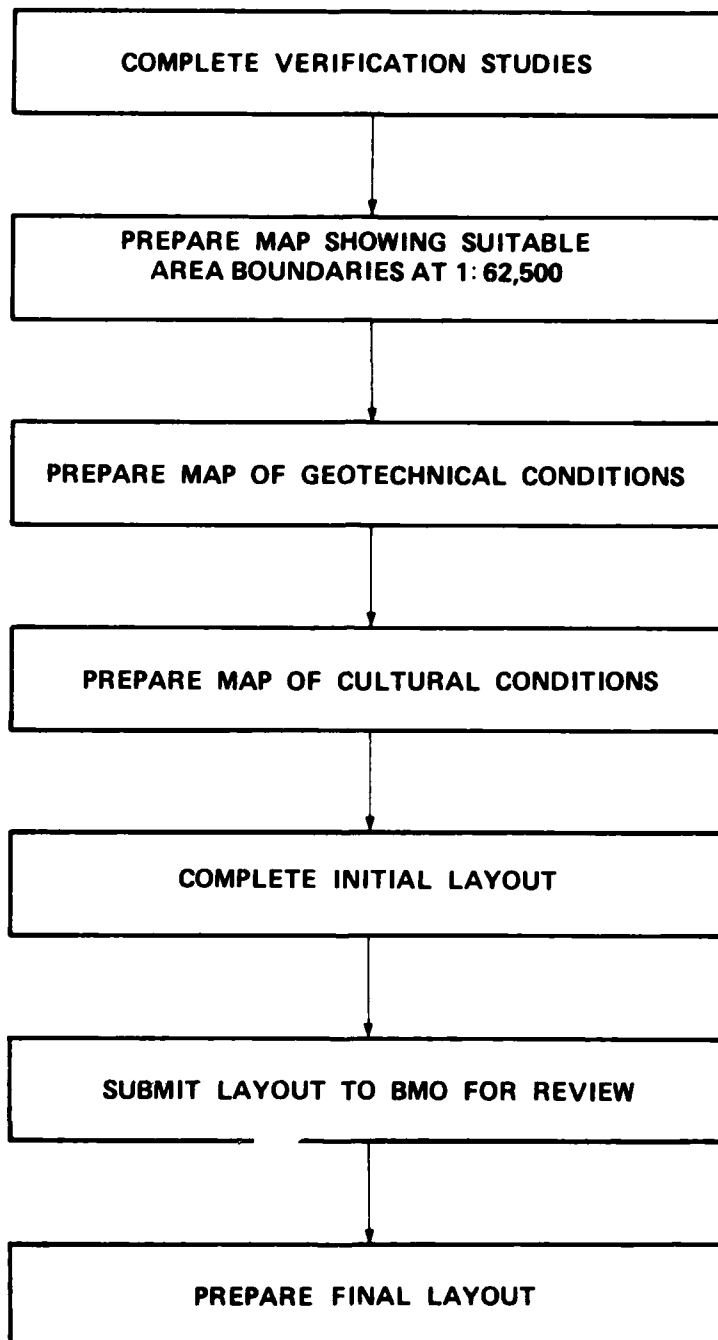 COMPLETE VERIFICATION STUDIES
PREPARE MAP SHOWING SUITABLE
AREA BOUNDARIES AT 1:62,500
PREPARE MAP OF GEOTECHNICAL CONDITIONS
PREPARE MAP OF CULTURAL CONDITIONS
COMPLETE INITIAL LAYOUT
SUBMIT LAYOUT TO BMO FOR REVIEW
PREPARE FINAL LAYOUT